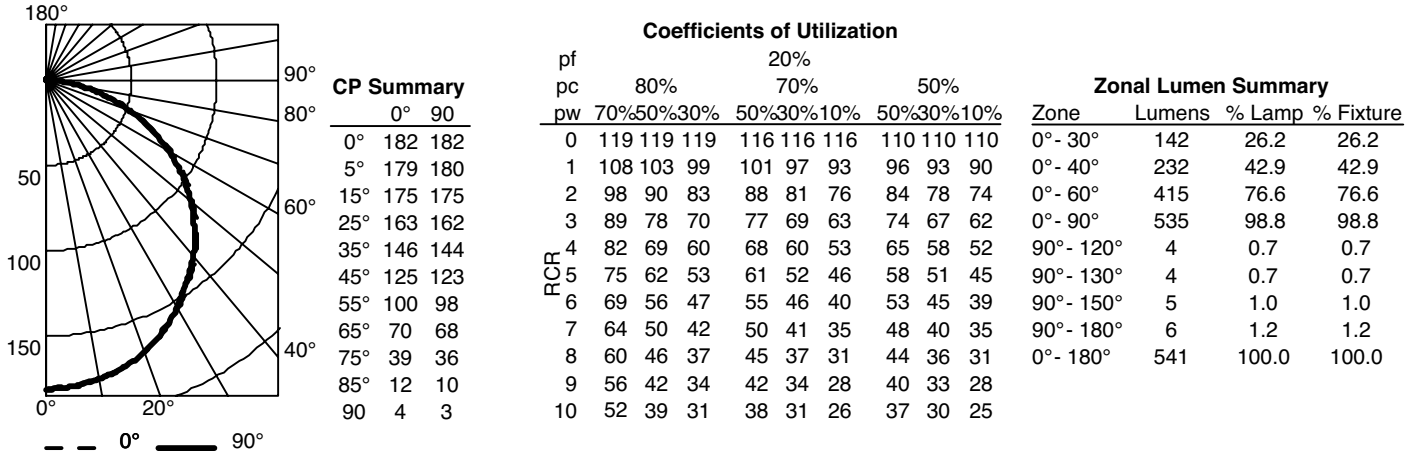 180°
90°
80°
60°
40°
50
100
150
0° 20°
0° 90°
CP Summary
0° 90
0° 182 182
5° 179 180
15° 175 175
25° 163 162
35° 146 144
45° 125 123
55° 100 98
65° 70 68
75° 39 36
85° 12 10
90 4 3
Coefficients of Utilization
pf 20%
pc 80% 70% 50%
pw 70%50%30% 50%30%10% 50%30%10%
RCR
0 119 119 119 116 116 116 110 110 110
1 108 103 99 101 97 93 96 93 90
2 98 90 83 88 81 76 84 78 74
3 89 78 70 77 69 63 74 67 62
4 82 69 60 68 60 53 65 58 52
5 75 62 53 61 52 46 58 51 45
6 69 56 47 55 46 40 53 45 39
7 64 50 42 50 41 35 48 40 35
8 60 46 37 45 37 31 44 36 31
9 56 42 34 42 34 28 40 33 28
10 52 39 31 38 31 26 37 30 25
Zonal Lumen Summary
Zone Lumens % Lamp % Fixture
0°- 30° 142 26.2 26.2
0°- 40° 232 42.9 42.9
0°- 60° 415 76.6 76.6
0°- 90° 535 98.8 98.8
90°- 120° 4 0.7 0.7
90°- 130° 4 0.7 0.7
90°- 150° 5 1.0 1.0
90°- 180° 6 1.2 1.2
0°- 180° 541 100.0 100.0